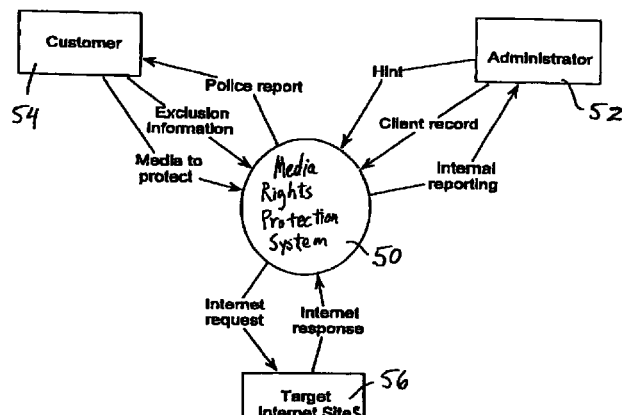 Customer
Administrator
54
52
Police report
Hint
Exclusion
Information
Client record
Media to
protect
Internal
reporting
Media
Rights
Protection
System
50
Internet
request
Internet
response
56
Target
Internet Sites